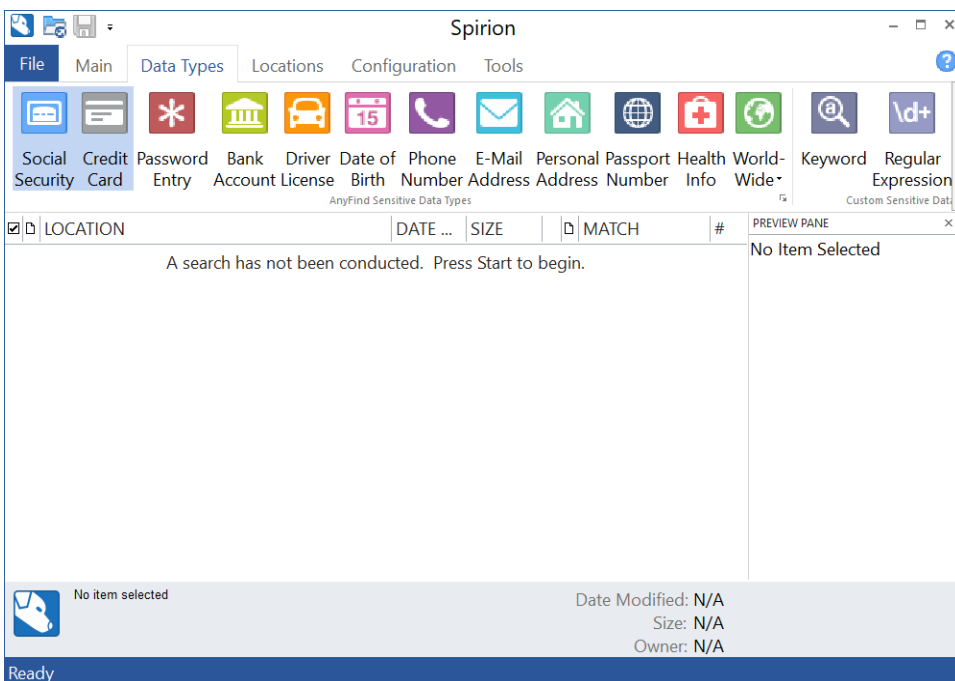 Spirion
File Main Data Types Locations Configuration Tools ?
15 \d+
Social Credit Password Bank Driver Date of Phone E-Mail Personal Passport Health World- Keyword Regular
Security Card Entry Account License Birth Number Address Address Number Info Wide Expression
AnyFind Sensitive Data Types Custom Sensitive Data
LOCATION DATE ... SIZE MATCH # PREVIEW PANE
A search has not been conducted. Press Start to begin.
No Item Selected
No item selected
Date Modified: N/A
Size: N/A
Owner: N/A
Ready